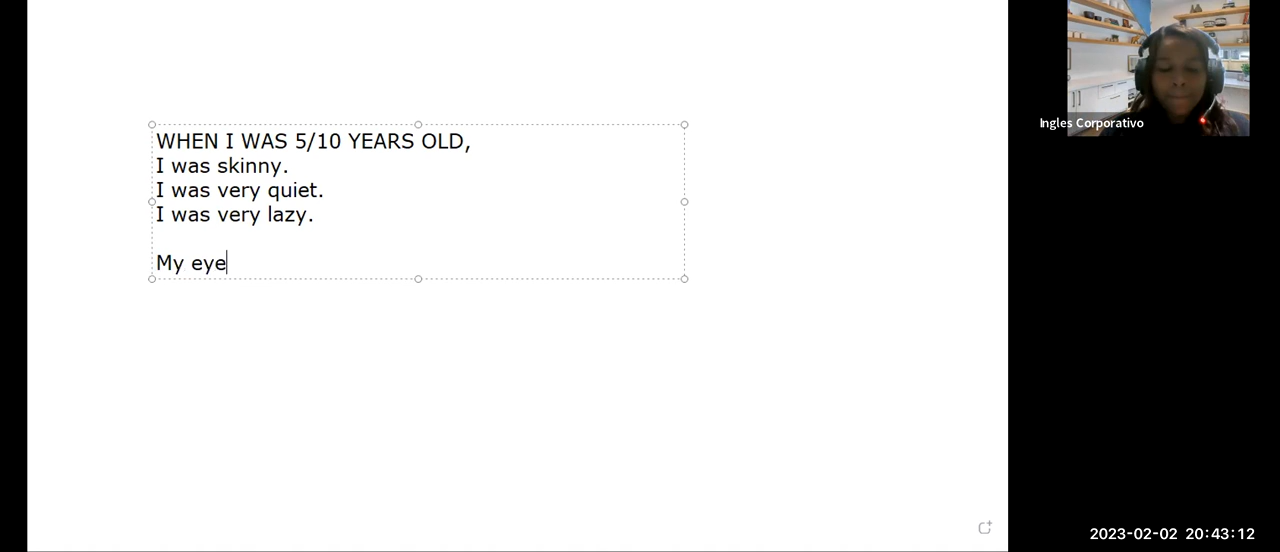 WHEN I WAS 5/10 YEARS OLD,
I was skinny.
I was very quiet.
I was very lazy.
My eye
Ingles Corporativo
2023-02-02 20:43:12